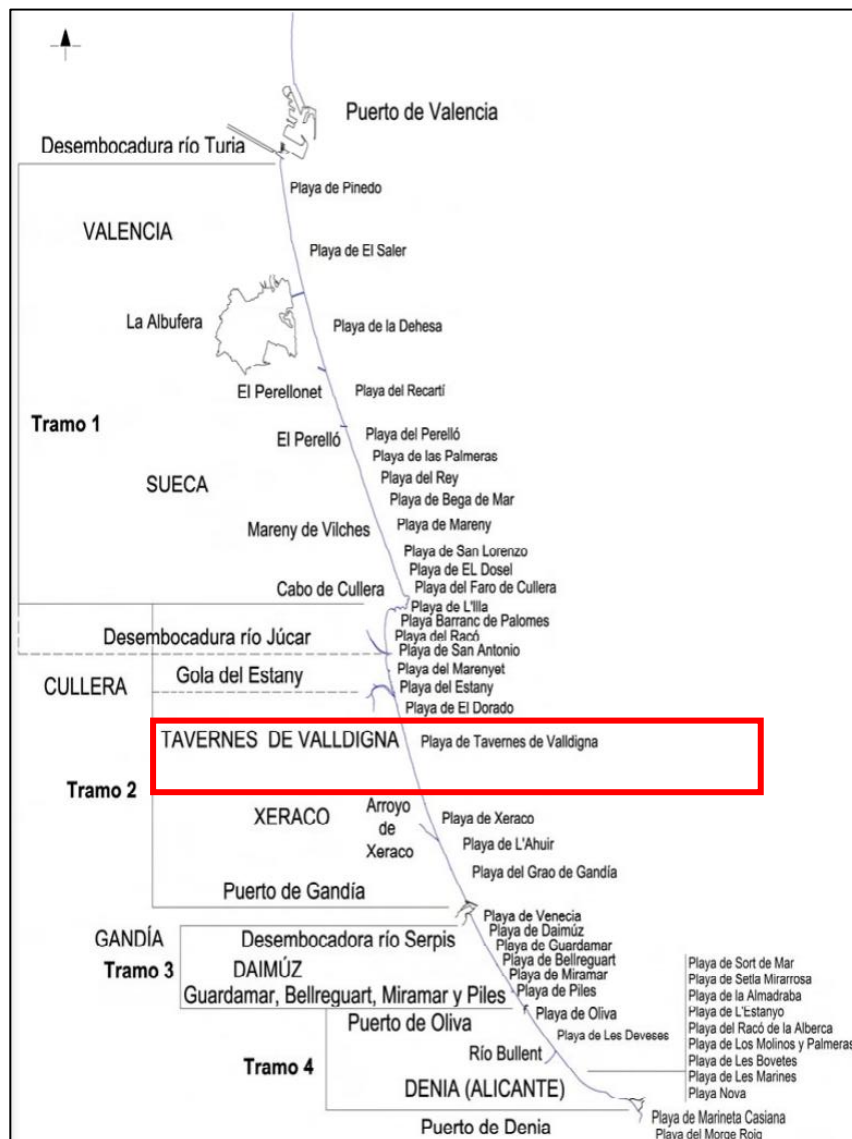 Puerto de Valencia
Desembocadura río Turia
Playa de Pinedo
VALENCIA
Playa de El Saler
La Albufera
Playa de la Dehesa
El Perellonet
Playa del Recartí
Tramo 1
El Perelló
Playa del Perelló
Playa de las Palmeras
SUECA
Playa del Rey
Playa de Bega de Mar
Mareny de Vilches
Playa de Mareny
Playa de San Lorenzo
Playa de EL Dosel
Cabo de Cullera
Playa del Faro de Cullera
Playa de L'Illa
Playa Barranc de Palomes
Desembocadura río Júcar
Playa del Racó
Playa de San Antonio
CULLERA
Gola del Estany
Playa del Marenyet
Playa del Estany
Playa de El Dorado
TAVERNES DE VALLDIGNA
Playa de Tavernes de Valldigna
Tramo 2
XERACO
Arroyo
de
Xeraco
Playa de Xeraco
Playa de L'Ahuir
Playa del Grao de Gandía
Puerto de Gandía
Playa de Venecia
GANDÍA
Desembocadora río Serpis
Playa de Daimúz
Playa de Guardamar
Tramo 3
DAIMÚZ
Playa de Bellreguart
Playa de Miramar
Guardamar, Bellreguart, Miramar y Piles
Playa de Piles
Puerto de Oliva
Playa de Oliva
Playa de Les Deveses
Río Bullent
Tramo 4
DENIA (ALICANTE)
Playa de Sort de Mar
Playa de Setla Mirarrosa
Playa de la Almadraba
Playa de L'Estanyo
Playa del Racó de la Alberca
Playa de Los Molinos y Palmeras
Playa de Les Bovetes
Playa de Les Marines
Playa Nova
Puerto de Denia
Playa de Marineta Casiana
Playa del Morge Roig